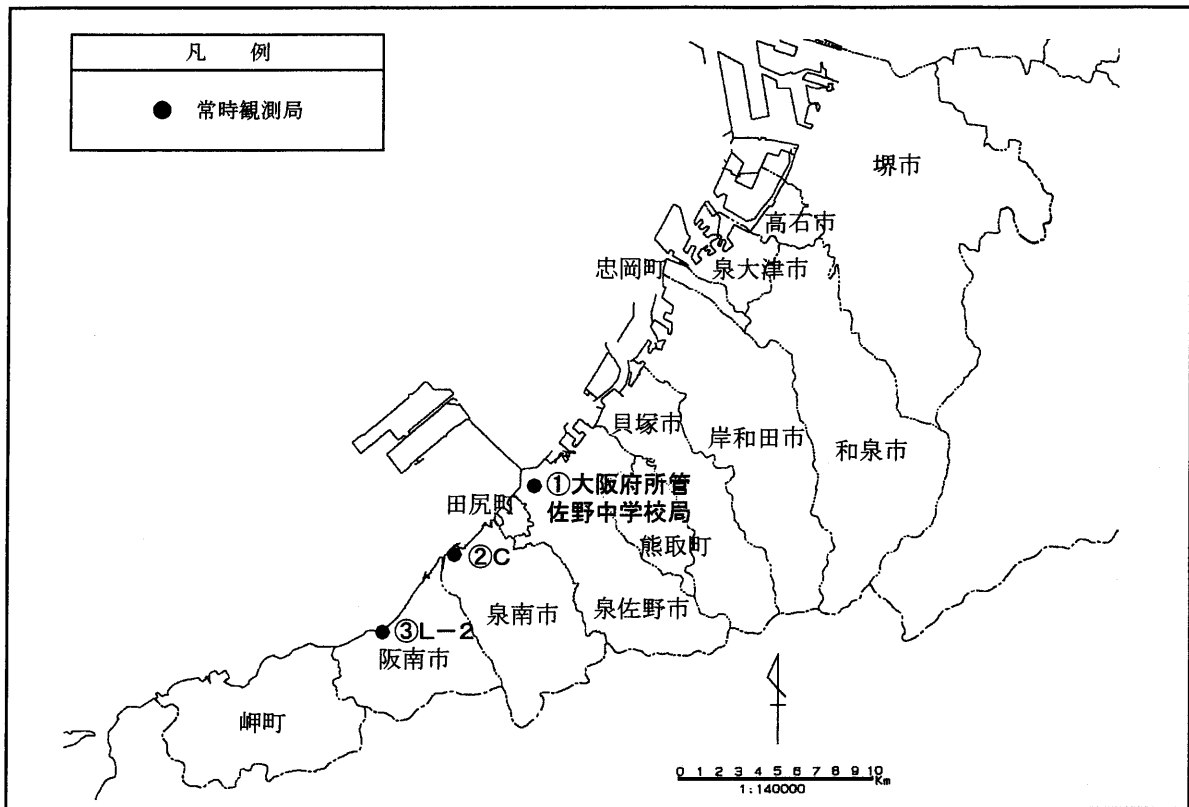 凡 例
● 常時観測局
堺市
高石市
忠岡町
泉大津市
貝塚市
岸和田市
和泉市
①大阪府所管
佐野中学校局
田尻町
熊取町
②C
泉南市
泉佐野市
③L-2
阪南市
岬町
0 1 2 3 4 5 6 7 8 9 10
Km
1:140000